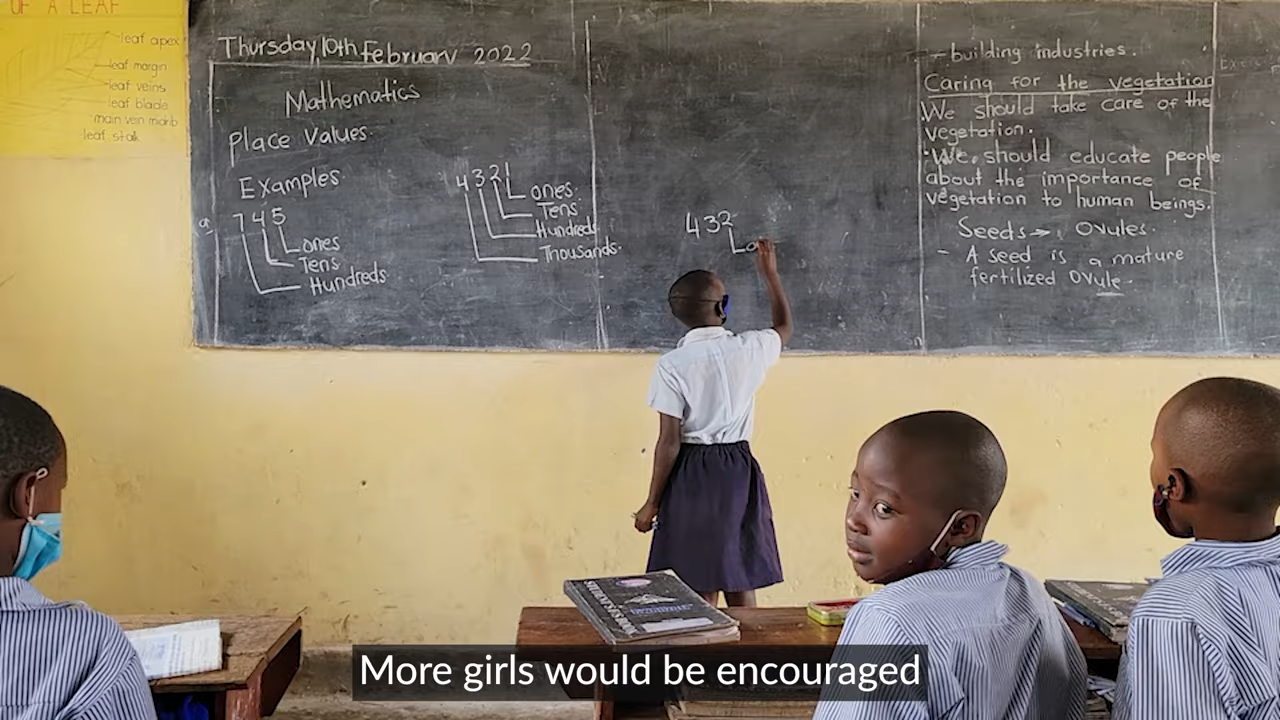 OF A LEAF
leaf apex
leaf margin
leaf veins
leaf blade
main vein midrib
leaf stalk
Thursday, 10th February 2022
Mathematics
Place Values.
Examples
a
745
ones
Tens
Hundreds
4321
ones.
Tens
Hundreds
Thousands.
432
o
- building industries.
Caring for the vegetation
We should take care of the
vegetation.
We should educate people
about the importance of
vegetation to human beings.
Seeds → Ovules.
- A seed is a mature
fertilized Ovule.
More girls would be encouraged